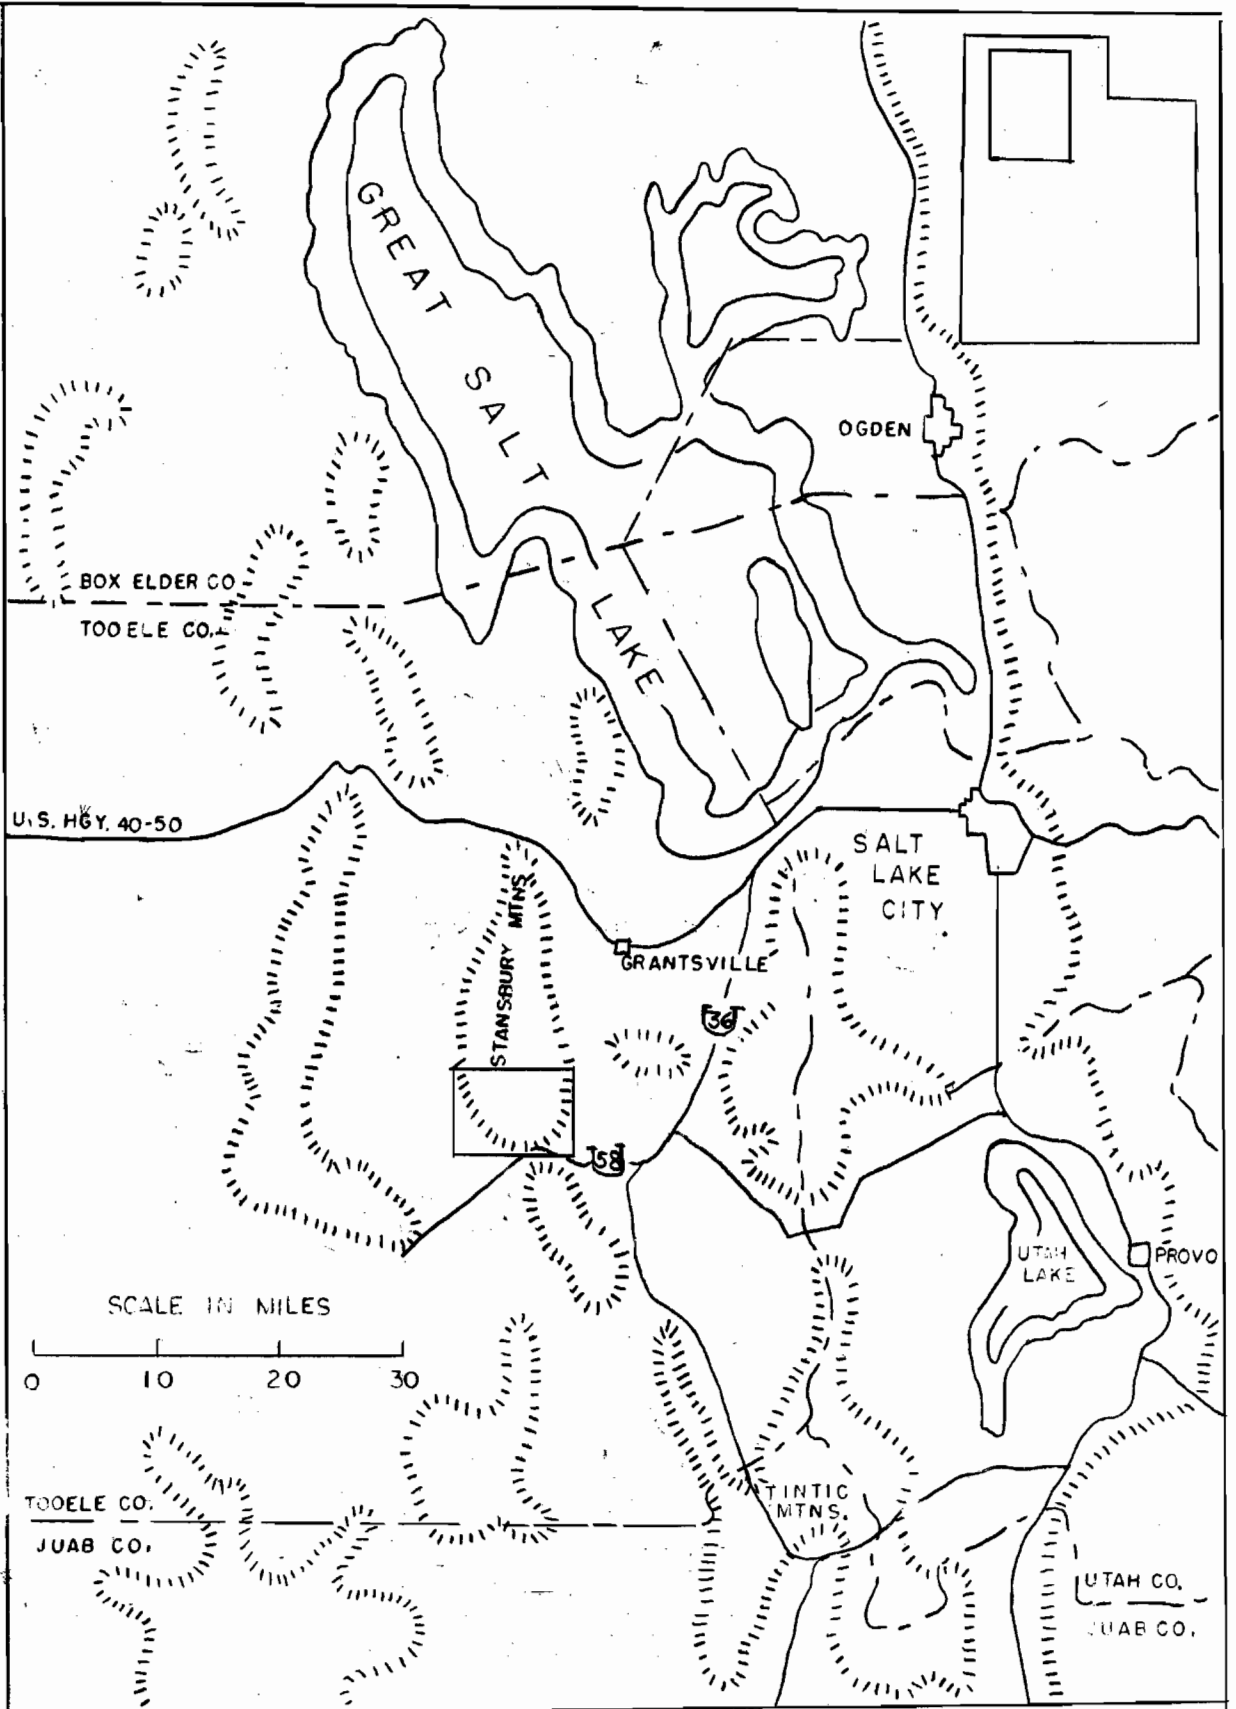 GREAT
SALT
LAKE
OGDEN
BOX ELDER CO
TOOELE CO.
U.S. HGY. 40-50
SALT
LAKE
CITY.
STANSBURY MTNS.
GRANTSVILLE
36
58
UTAH
LAKE
PROVO
SCALE IN MILES
0 10 20 30
TINTIC
MTNS.
TOOELE CO.
JUAB CO.
UTAH CO.
JUAB CO.